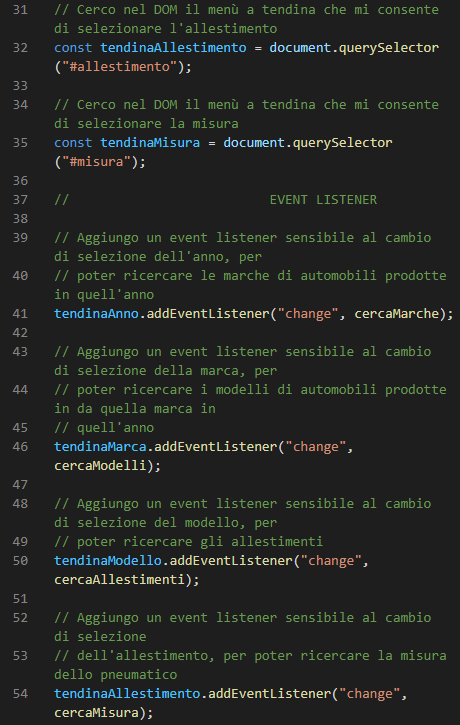 31 // Cerco nel DOM il menù a tendina che mi consente
di selezionare l'allestimento
32 const tendinaAllestimento = document.querySelector
("#allestimento");
33
34 // Cerco nel DOM il menù a tendina che mi consente
di selezionare la misura
35 const tendinaMisura = document.querySelector
("#misura");
36
37 // EVENT LISTENER
38
39 // Aggiungo un event listener sensibile al cambio
di selezione dell'anno, per
40 // poter ricercare le marche di automobili prodotte
in quell'anno
41 tendinaAnno.addEventListener("change", cercaMarche);
42
43 // Aggiungo un event listener sensibile al cambio
di selezione della marca, per
44 // poter ricercare i modelli di automobili prodotte
in da quella marca in
45 // quell'anno
46 tendinaMarca.addEventListener("change",
cercaModelli);
47
48 // Aggiungo un event listener sensibile al cambio
di selezione del modello, per
49 // poter ricercare gli allestimenti
50 tendinaModello.addEventListener("change",
cercaAllestimenti);
51
52 // Aggiungo un event listener sensibile al cambio
di selezione
53 // dell'allestimento, per poter ricercare la misura
dello pneumatico
54 tendinaAllestimento.addEventListener("change",
cercaMisura);